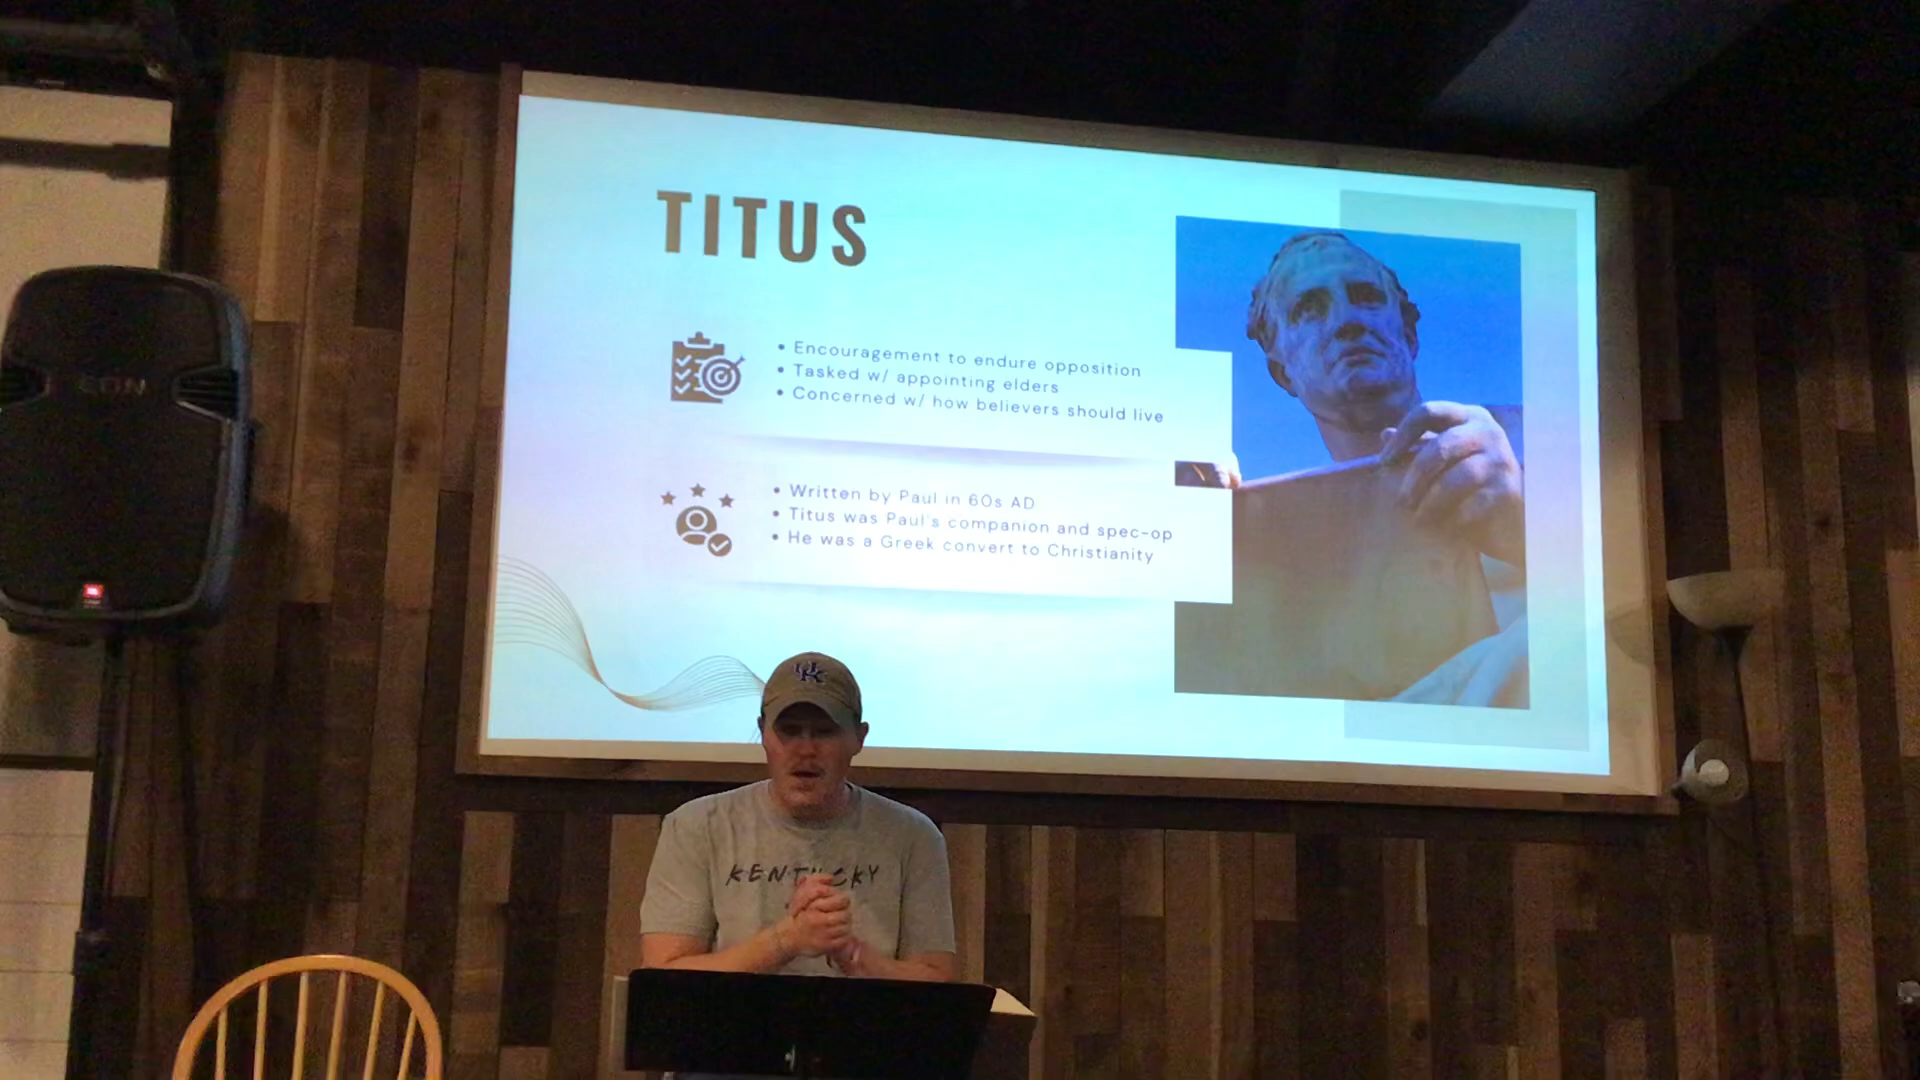 TITUS
• Encouragement to endure opposition
• Tasked w/ appointing elders
• Concerned w/ how believers should live
• Written by Paul in 60s AD
• Titus was Paul's companion and spec-op
• He was a Greek convert to Christianity
EON
UK
KENTUCKY